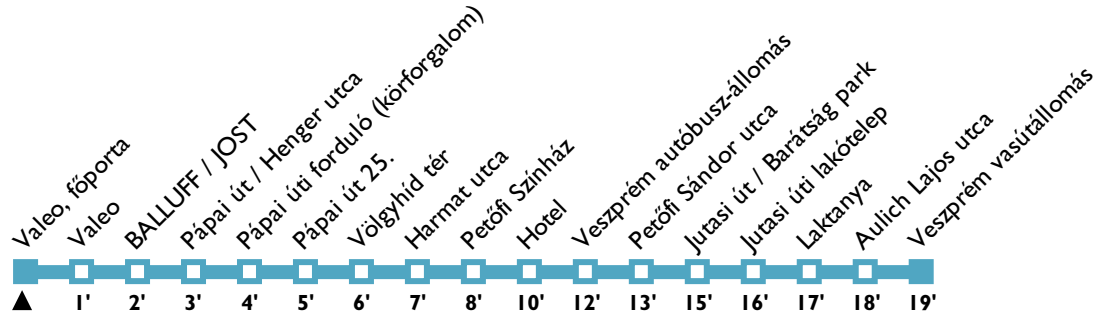 Valeo, főporta
Valeo
BALLUFF / JOST
Pápai út / Henger utca
Pápai úti forduló (körforgalom)
Pápai út 25.
Völgyhíd tér
Harmat utca
Petőfi Színház
Hotel
Veszprém autóbusz-állomás
Petőfi Sándor utca
Jutasi út / Barátság park
Jutasi úti lakótelep
Laktanya
Aulich Lajos utca
Veszprém vasútállomás
1' 2' 3' 4' 5' 6' 7' 8' 10' 12' 13' 15' 16' 17' 18' 19'